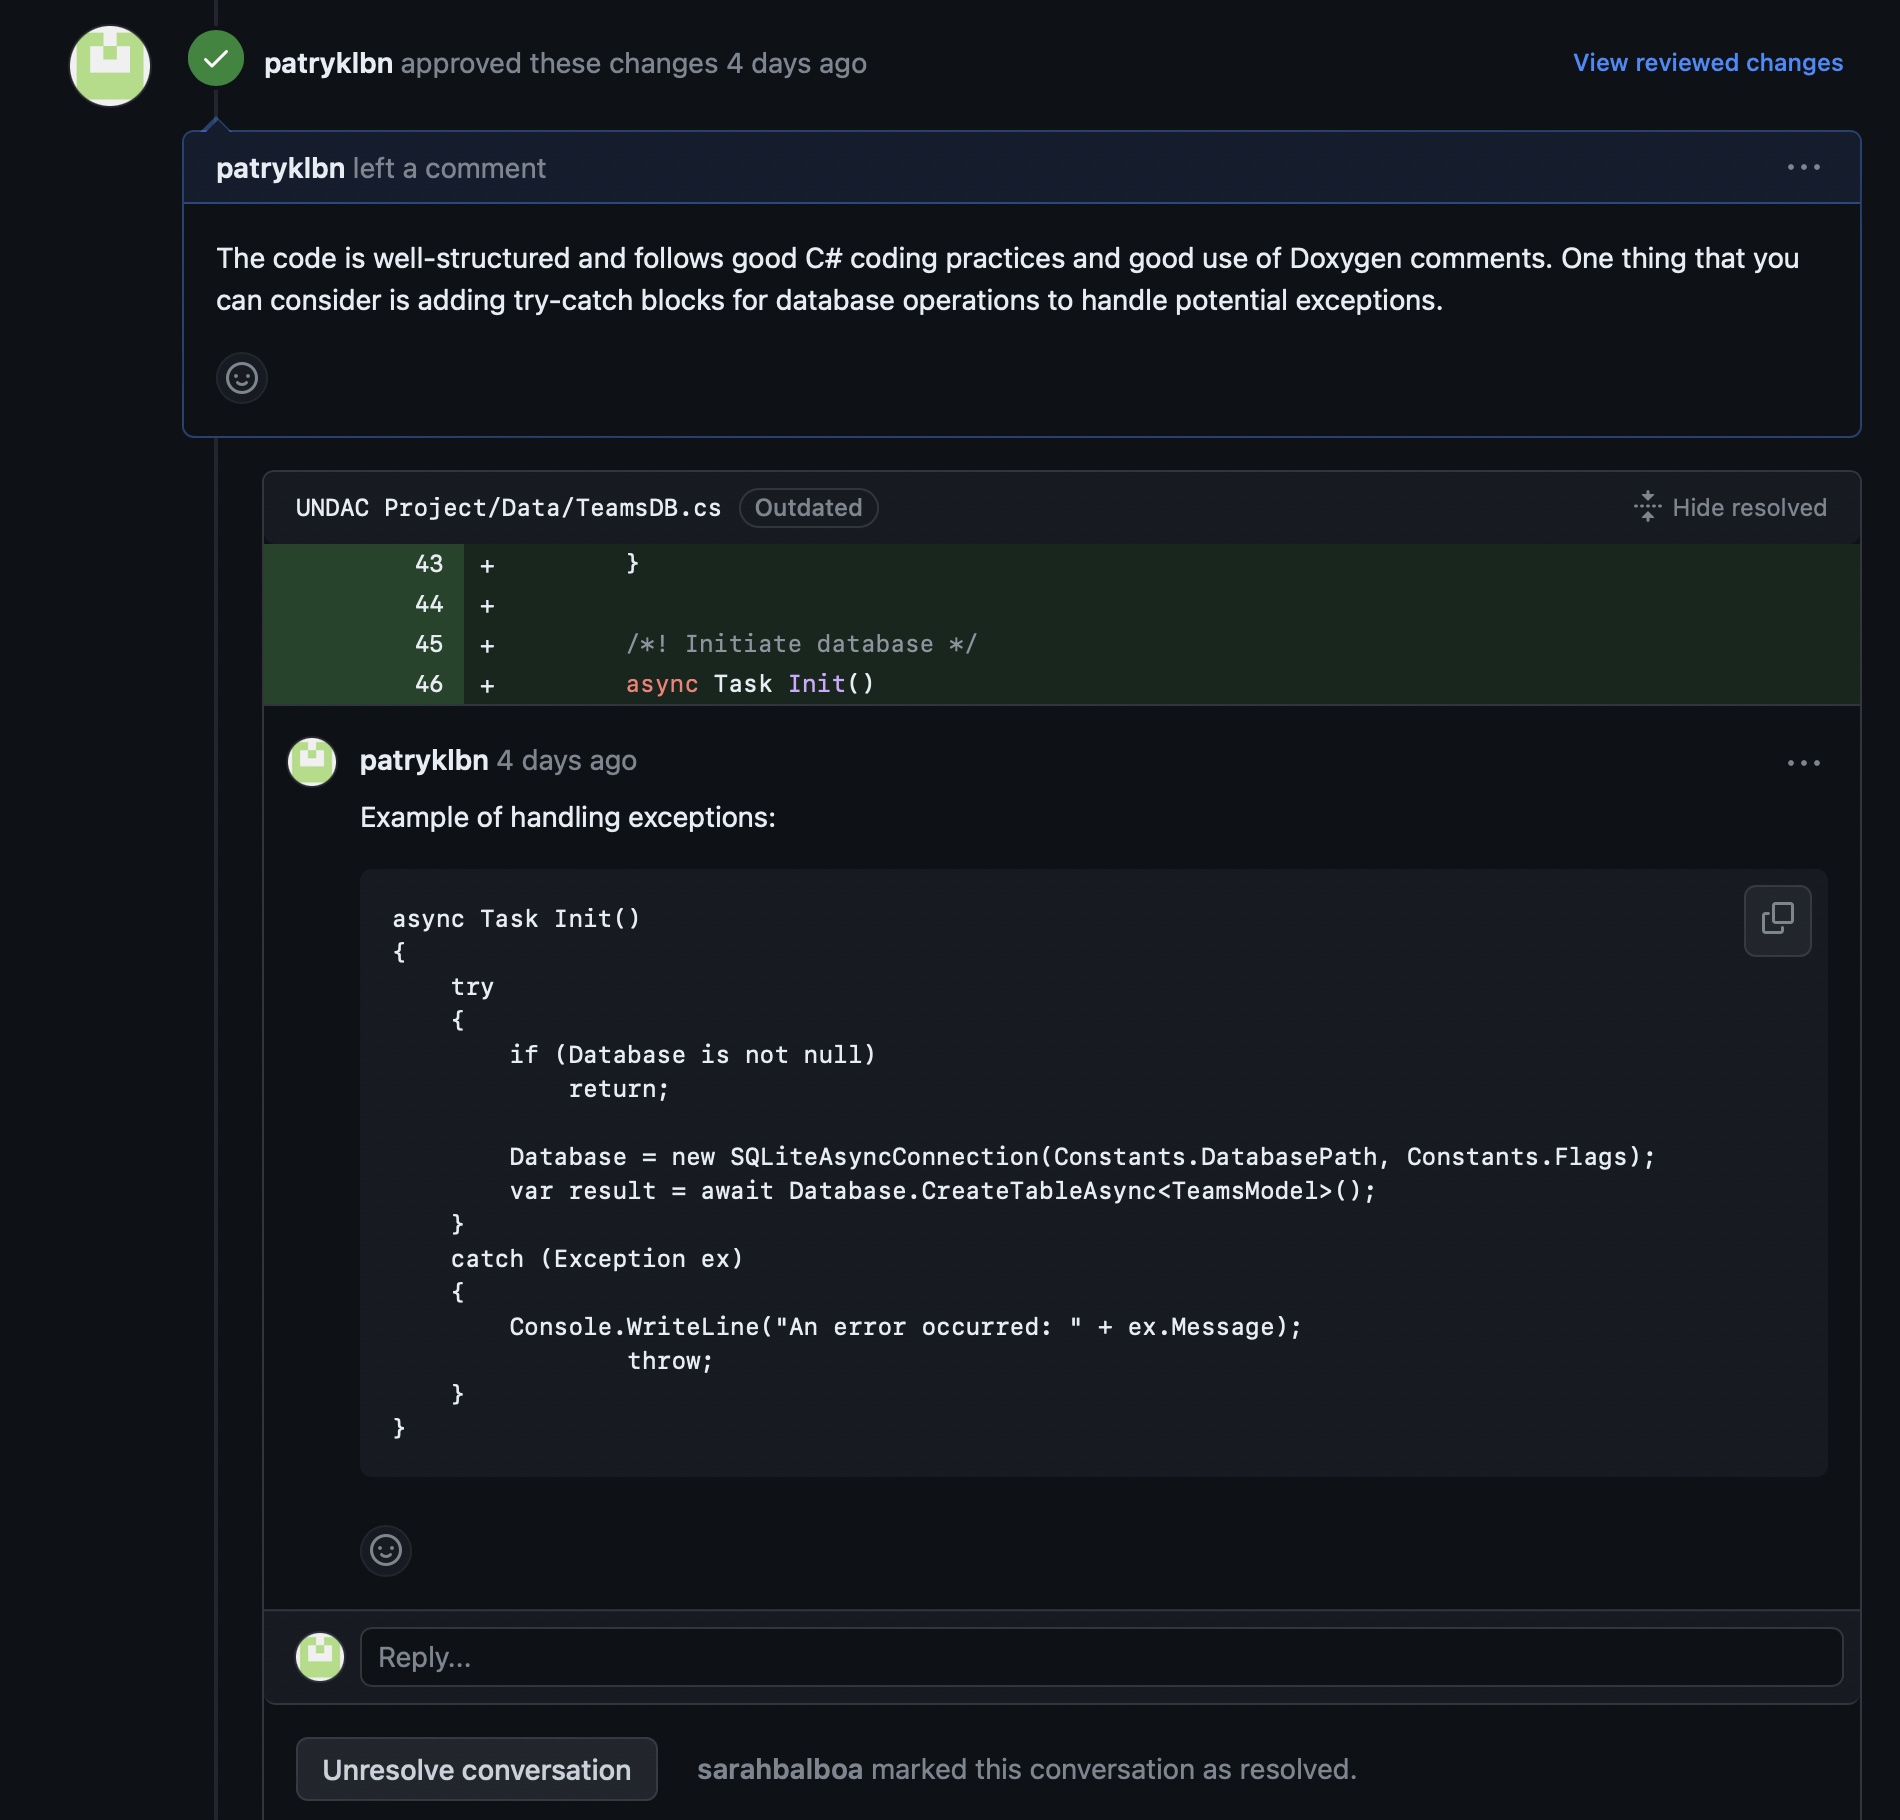 patryklbn approved these changes 4 days ago
View reviewed changes
patryklbn left a comment
The code is well-structured and follows good C# coding practices and good use of Doxygen comments. One thing that you
can consider is adding try-catch blocks for database operations to handle potential exceptions.
UNDAC Project/Data/TeamsDB.cs Outdated Hide resolved
43 + }
44 +
45 + /*! Initiate database */
46 + async Task Init()
patryklbn 4 days ago
Example of handling exceptions:
async Task Init()
{
    try
    {
        if (Database is not null)
            return;

        Database = new SQLiteAsyncConnection(Constants.DatabasePath, Constants.Flags);
        var result = await Database.CreateTableAsync<TeamsModel>();
    }
    catch (Exception ex)
    {
        Console.WriteLine("An error occurred: " + ex.Message);
                throw;
    }
}
Reply...
Unresolve conversation
sarahbalboa marked this conversation as resolved.